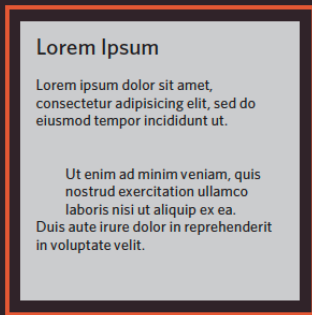 Lorem Ipsum
Lorem ipsum dolor sit amet,
consectetur adipisicing elit, sed do
eiusmod tempor incididunt ut.
Ut enim ad minim veniam, quis
nostrud exercitation ullamco
laboris nisi ut aliquip ex ea.
Duis aute irure dolor in reprehenderit
in voluptate velit.